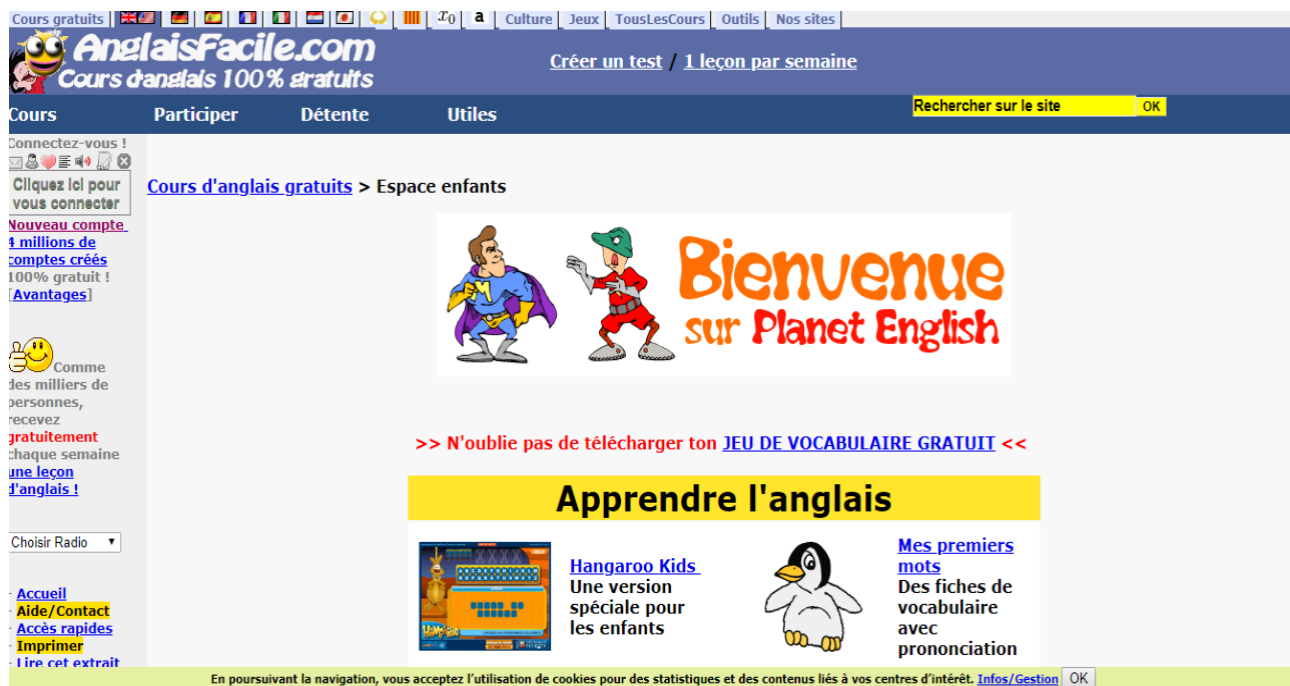 Cours gratuits
a Culture Jeux TousLesCours Outils Nos sites
AnglaisFacile.com
Cours d'anglais 100% gratuits
Créer un test / 1 leçon par semaine
Cours Participer Détente Utiles
Rechercher sur le site OK
Connectez-vous !
Cliquez ici pour
vous connecter
Nouveau compte
4 millions de
comptes créés
100% gratuit !
[Avantages]
Comme
des milliers de
personnes,
recevez
gratuitement
chaque semaine
une leçon
d'anglais !
Choisir Radio
- Accueil
- Aide/Contact
- Accès rapides
- Imprimer
- Lire cet extrait
Cours d'anglais gratuits > Espace enfants
Bienvenue
sur Planet English
>> N'oublie pas de télécharger ton JEU DE VOCABULAIRE GRATUIT <<
Apprendre l'anglais
Hangaroo Kids
Une version
spéciale pour
les enfants
Mes premiers
mots
Des fiches de
vocabulaire
avec
prononciation
En poursuivant la navigation, vous acceptez l'utilisation de cookies pour des statistiques et des contenus liés à vos centres d'intérêt. Infos/Gestion OK